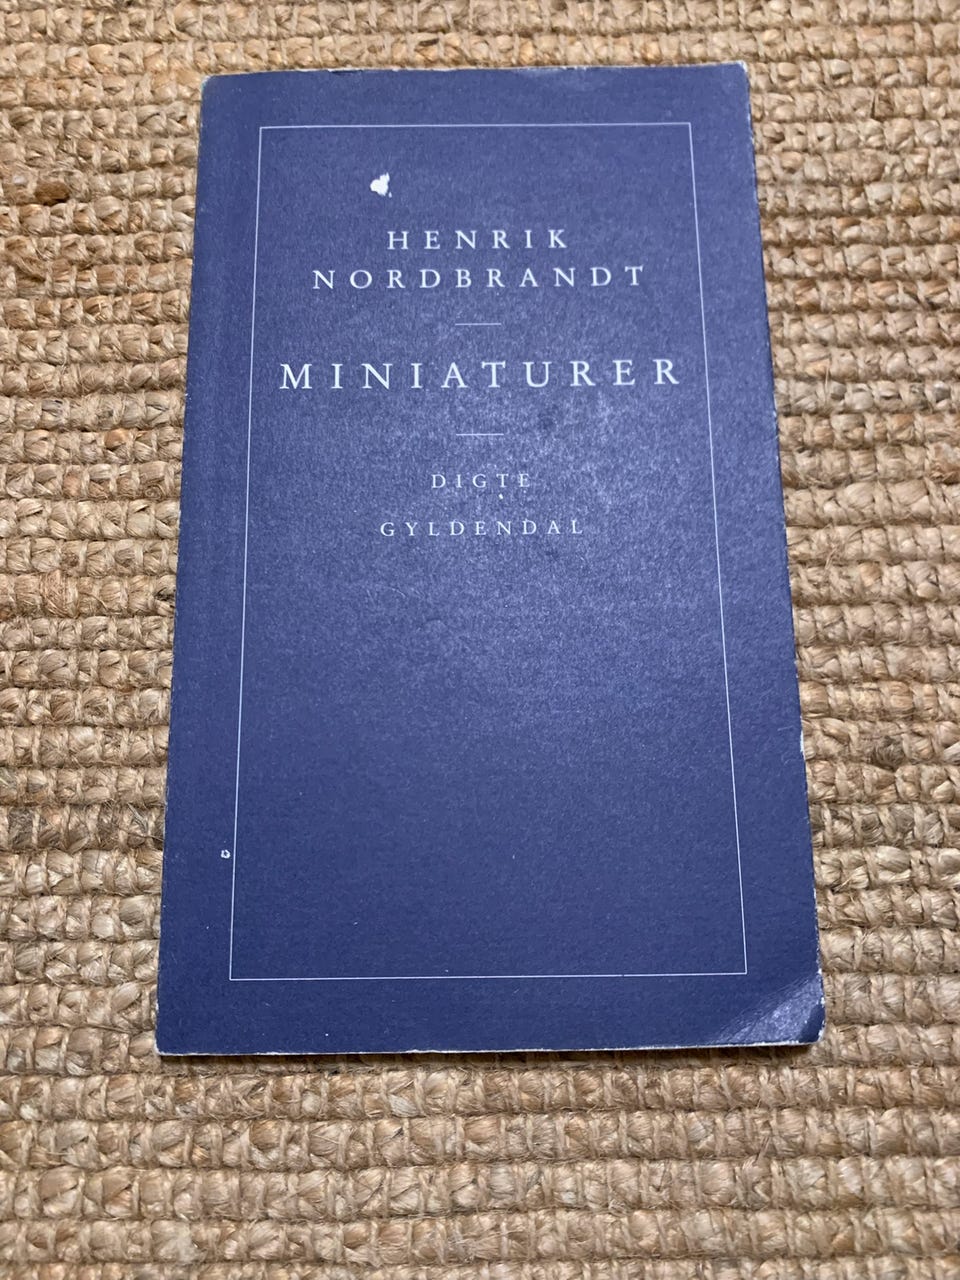 HENRIK
NORDBRANDT
MINIATURER
DIGTE
GYLDENDAL